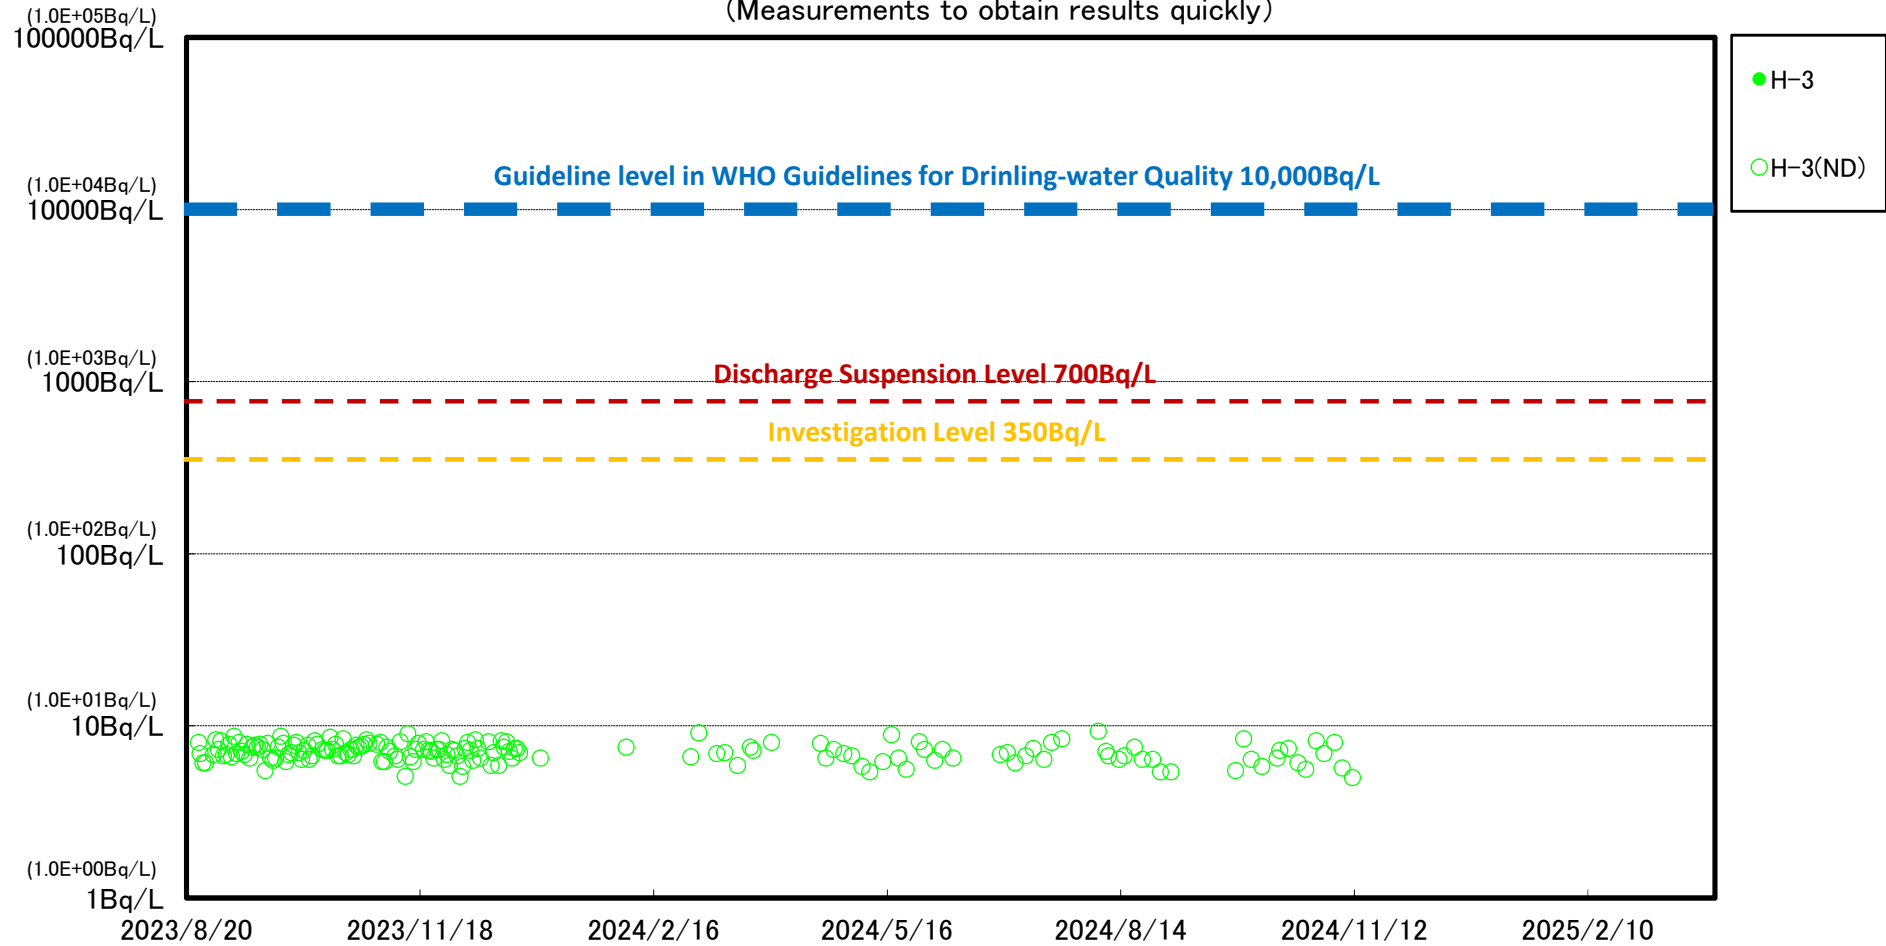 (Measurements to obtain results quickly)
(1.0E+05Bq/L)
100000Bq/L
H-3
H-3(ND)
Guideline level in WHO Guidelines for Drinling-water Quality 10,000Bq/L
(1.0E+04Bq/L)
10000Bq/L
(1.0E+03Bq/L)
1000Bq/L
Discharge Suspension Level 700Bq/L
Investigation Level 350Bq/L
(1.0E+02Bq/L)
100Bq/L
(1.0E+01Bq/L)
10Bq/L
(1.0E+00Bq/L)
1Bq/L
2023/8/20 2023/11/18 2024/2/16 2024/5/16 2024/8/14 2024/11/12 2025/2/10